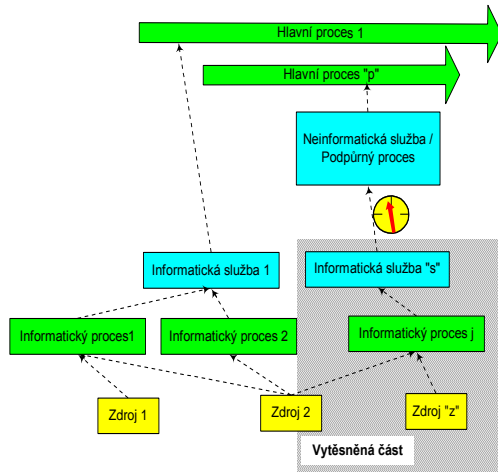 Hlavní proces 1
Hlavní proces "p"
Neinformatická služba /
Podpůrný proces
Informatická služba 1
Informatická služba "s"
Informatický proces1
Informatický proces 2
Informatický proces j
Zdroj 1
Zdroj 2
Zdroj "z"
Vytěsněná část